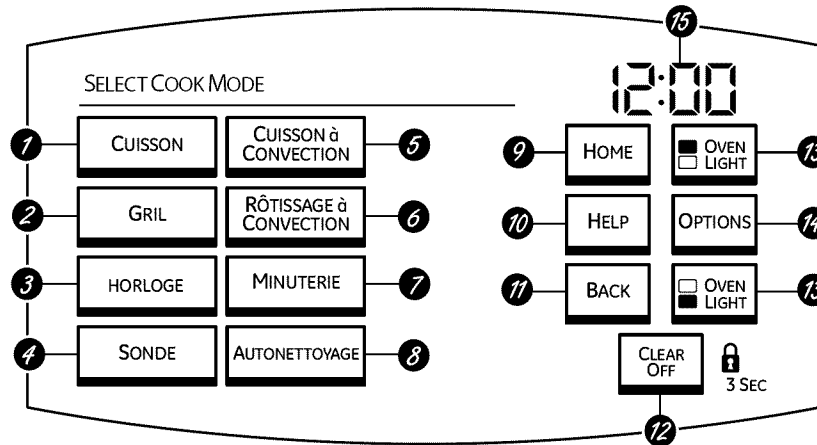 15
12:00
SELECT COOK MODE
1
CUISSON
CUISSON à
CONVECTION
5
9
HOME
OVEN
LIGHT
13
2
GRIL
RÔTISSAGE à
CONVECTION
6
10
HELP
OPTIONS
14
3
HORLOGE
MINUTERIE
7
11
BACK
OVEN
LIGHT
13
4
SONDE
AUTONETTOYAGE
8
CLEAR
OFF
3 SEC
12